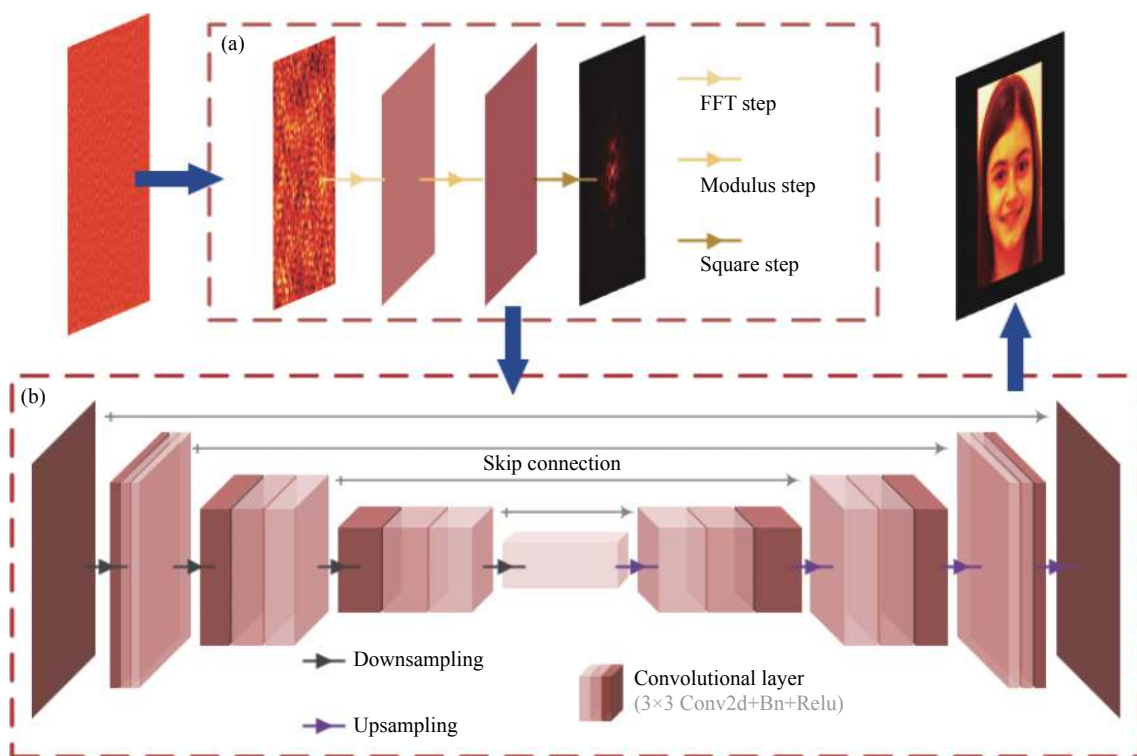 (a)
FFT step
Modulus step
Square step
(b)
Skip connection
Downsampling
Upsampling
Convolutional layer
(3×3 Conv2d+Bn+Relu)